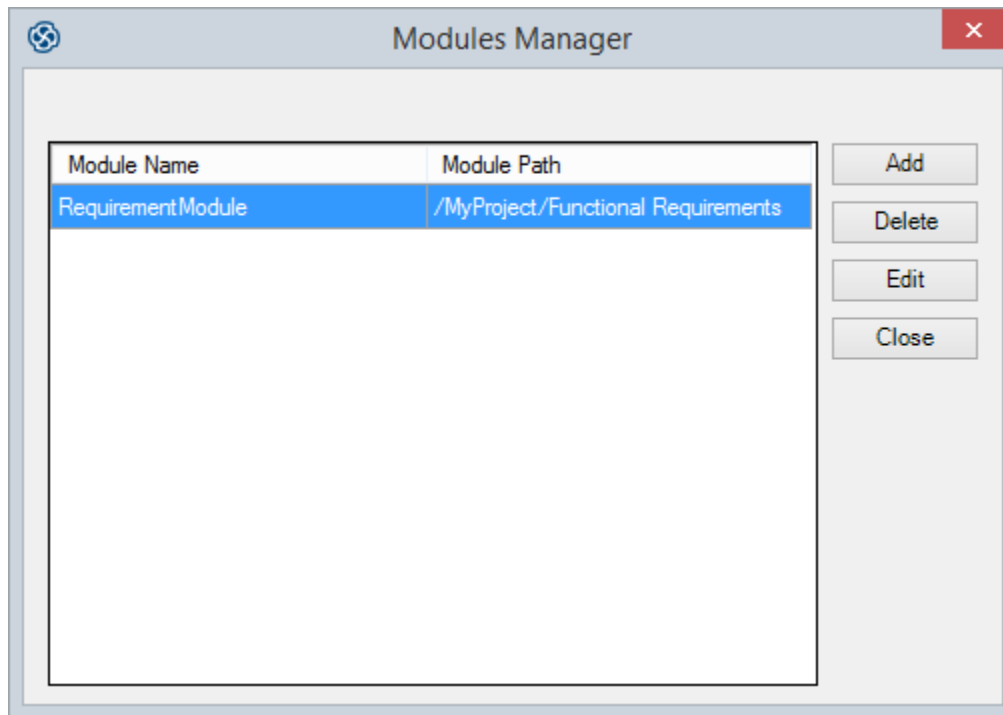 Modules Manager
Module Name Module Path
RequirementModule /MyProject/Functional Requirements
Add
Delete
Edit
Close